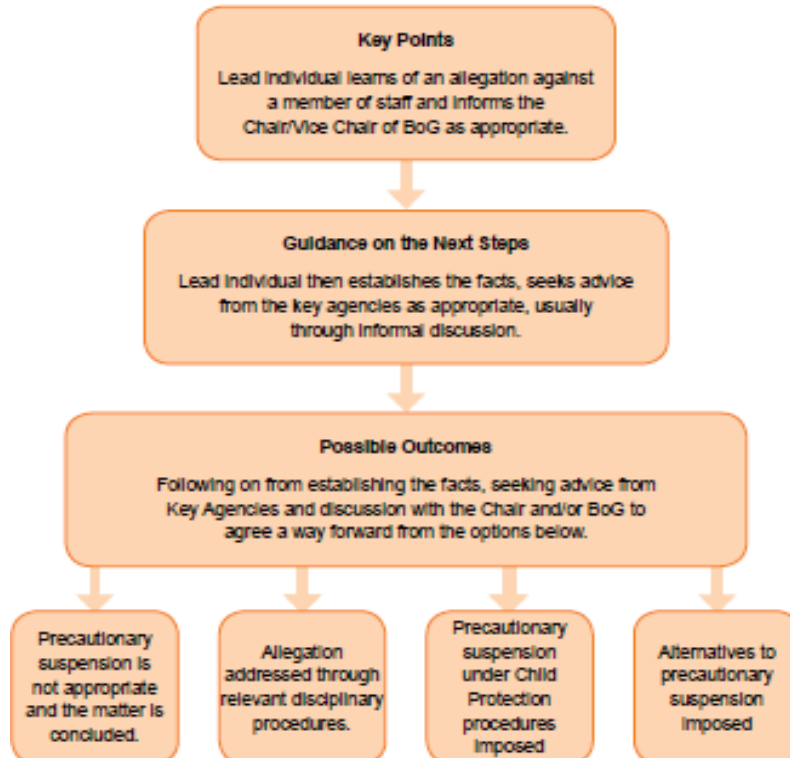 Key Points
Lead individual learns of an allegation against
a member of staff and informs the
Chair/Vice Chair of BoG as appropriate.
Guidance on the Next Steps
Lead individual then establishes the facts, seeks advice
from the key agencies as appropriate, usually
through informal discussion.
Possible Outcomes
Following on from establishing the facts, seeking advice from
Key Agencies and discussion with the Chair and/or BoG to
agree a way forward from the options below.
Precautionary
suspension is
not appropriate
and the matter is
concluded.
Allegation
addressed through
relevant disciplinary
procedures.
Precautionary
suspension
under Child
Protection
procedures
imposed
Alternatives to
precautionary
suspension
imposed